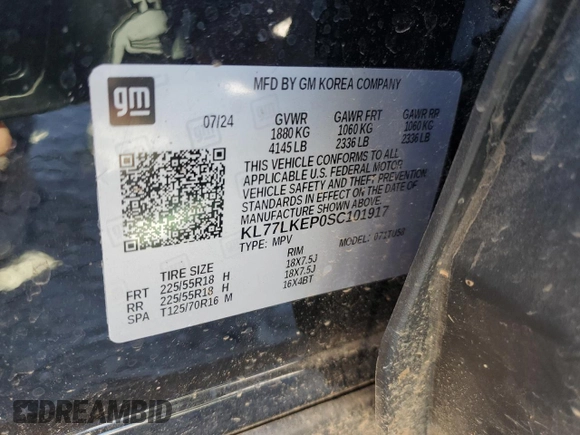 gm
MFD BY GM KOREA COMPANY
07/24 GVWR GAWR FRT GAWR RR
1880 KG 1060 KG 1060 KG
4145 LB 2336 LB 2336 LB
THIS VEHICLE CONFORMS TO ALL
APPLICABLE U.S. FEDERAL MOTOR
VEHICLE SAFETY AND THEFT PREVENTION
STANDARDS IN EFFECT ON THE DATE OF
MANUFACTURE SHOWN ABOVE.
KL77LKEP0SC101917
TYPE: MPV MODEL:
TIRE SIZE RIM
FRT 225/55R18 H 18X7.5J
RR 225/55R18 H 18X7.5J
SPA T125/70R16 M 16X4BT
DREAMBID